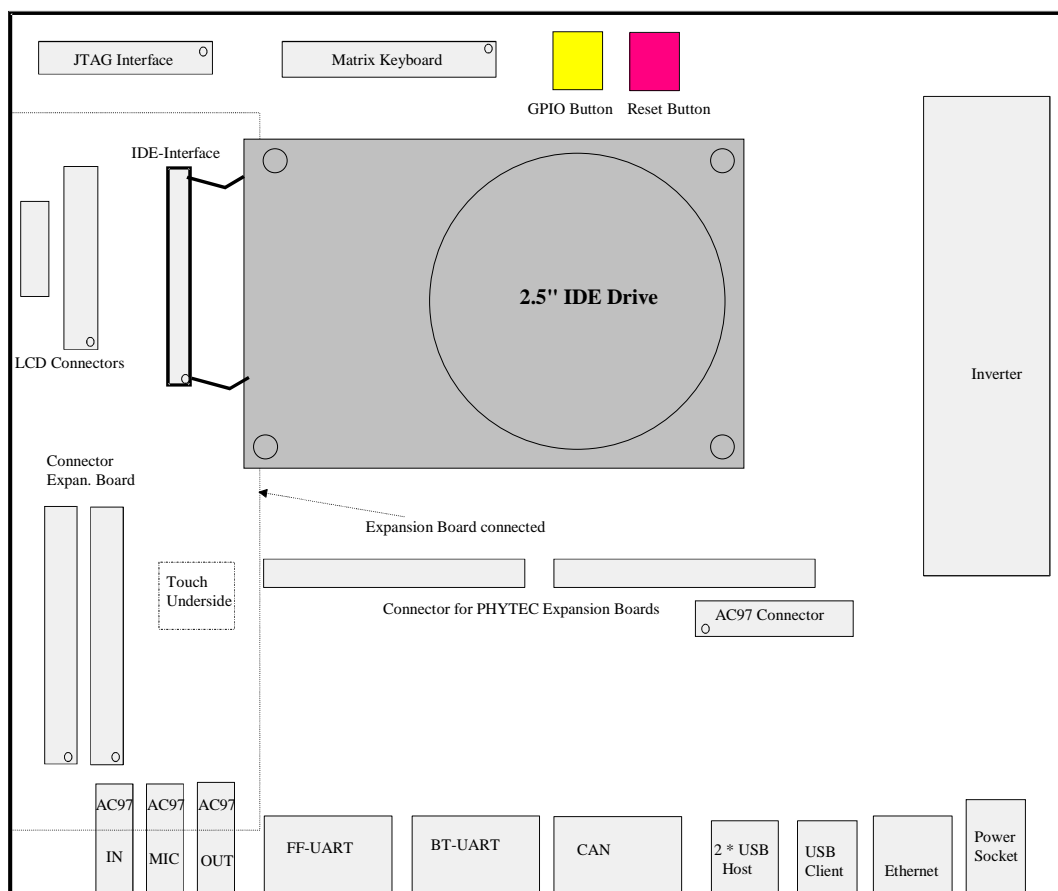 JTAG Interface
Matrix Keyboard
GPIO Button
Reset Button
IDE-Interface
2.5" IDE Drive
LCD Connectors
Inverter
Connector
Expan. Board
Expansion Board connected
Touch
Underside
Connector for PHYTEC Expansion Boards
AC97 Connector
AC97
IN
AC97
MIC
AC97
OUT
FF-UART
BT-UART
CAN
2 * USB
Host
USB
Client
Ethernet
Power
Socket